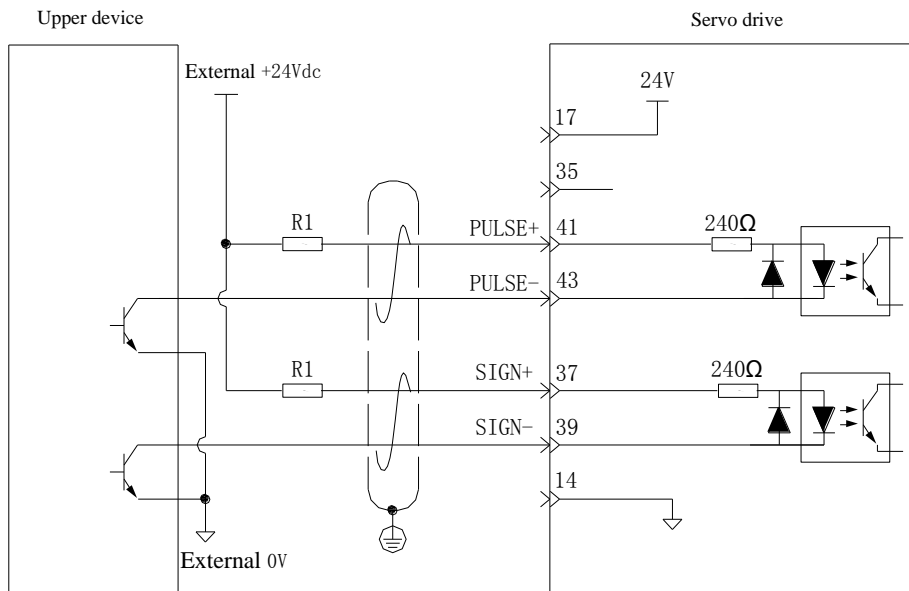 Upper device
Servo drive
External +24Vdc
24V
17
35
R1
PULSE+
41
240Ω
PULSE-
43
R1
SIGN+
37
240Ω
SIGN-
39
14
External 0V